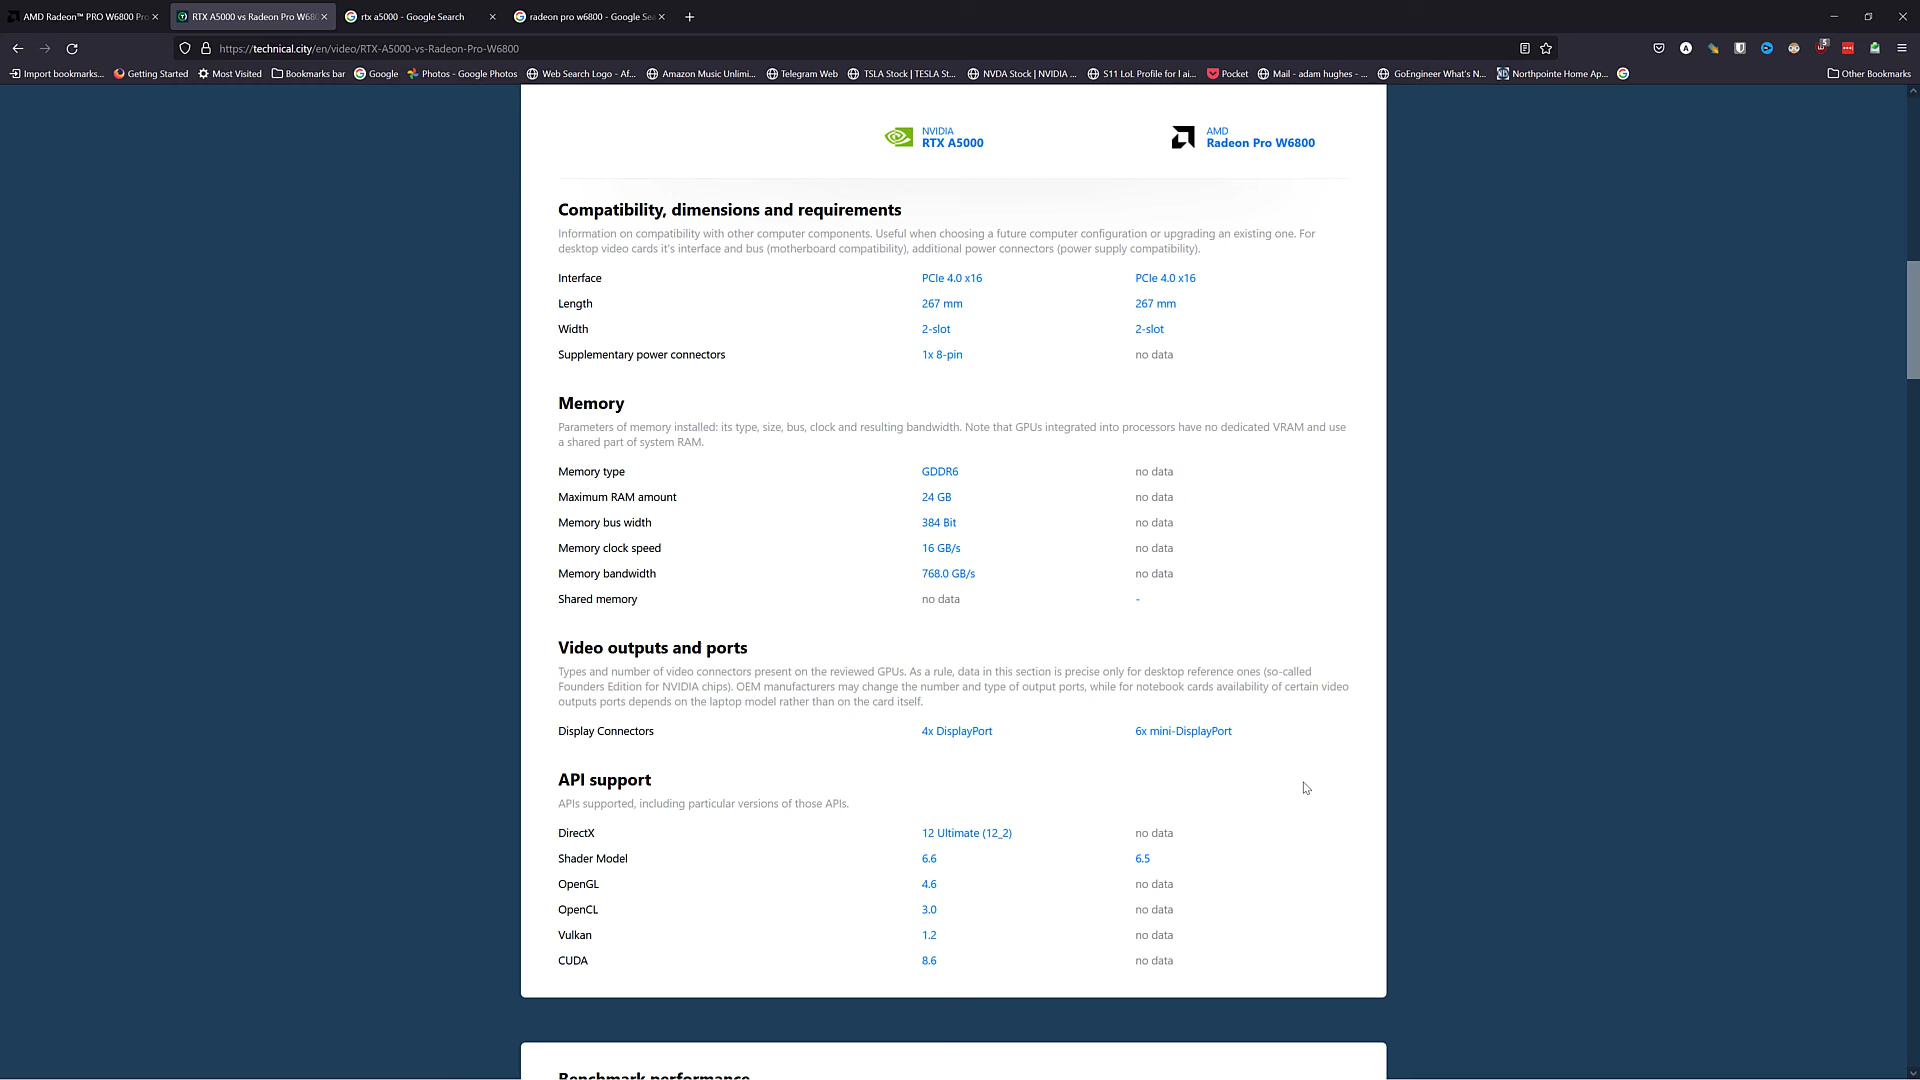 AMD Radeon™ PRO W6800 Pro
RTX A5000 vs Radeon Pro W680
rtx a5000 - Google Search
radeon pro w6800 - Google Sea
https://technical.city/en/video/RTX-A5000-vs-Radeon-Pro-W6800
Import bookmarks...
Getting Started
Most Visited
Bookmarks bar
Google
Photos - Google Photos
Web Search Logo - Af...
Amazon Music Unlimi...
Telegram Web
TSLA Stock | TESLA St...
NVDA Stock | NVIDIA ...
S11 LoL Profile for I ai...
Pocket
Mail - adam hughes - ...
GoEngineer What's N...
Northpointe Home Ap...
Other Bookmarks
NVIDIA
RTX A5000
AMD
Radeon Pro W6800
Compatibility, dimensions and requirements
Information on compatibility with other computer components. Useful when choosing a future computer configuration or upgrading an existing one. For
desktop video cards it's interface and bus (motherboard compatibility), additional power connectors (power supply compatibility).
Interface PCIe 4.0 x16 PCIe 4.0 x16
Length 267 mm 267 mm
Width 2-slot 2-slot
Supplementary power connectors 1x 8-pin no data
Memory
Parameters of memory installed: its type, size, bus, clock and resulting bandwidth. Note that GPUs integrated into processors have no dedicated VRAM and use
a shared part of system RAM.
Memory type GDDR6 no data
Maximum RAM amount 24 GB no data
Memory bus width 384 Bit no data
Memory clock speed 16 GB/s no data
Memory bandwidth 768.0 GB/s no data
Shared memory no data -
Video outputs and ports
Types and number of video connectors present on the reviewed GPUs. As a rule, data in this section is precise only for desktop reference ones (so-called
Founders Edition for NVIDIA chips). OEM manufacturers may change the number and type of output ports, while for notebook cards availability of certain video
outputs ports depends on the laptop model rather than on the card itself.
Display Connectors 4x DisplayPort 6x mini-DisplayPort
API support
APIs supported, including particular versions of those APIs.
DirectX 12 Ultimate (12_2) no data
Shader Model 6.6 6.5
OpenGL 4.6 no data
OpenCL 3.0 no data
Vulkan 1.2 no data
CUDA 8.6 no data
Benchmark performance